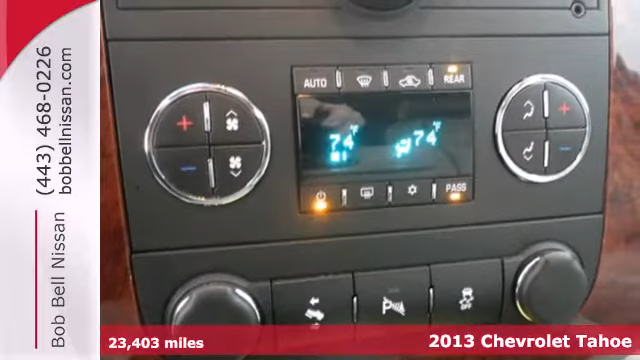 (443) 468-0226
bobbellnissan.com
Bob Bell Nissan
AUTO
REAR
74°F
74°F
PASS
23,403 miles
2013 Chevrolet Tahoe